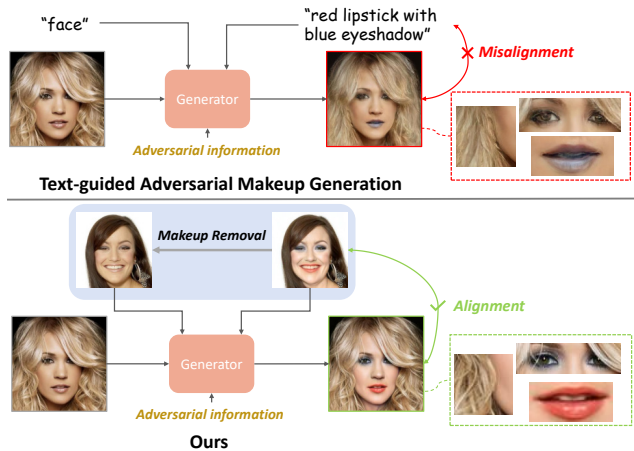 “face”
“red lipstick with
blue eyeshadow”
Misalignment
Generator
Adversarial information
Text-guided Adversarial Makeup Generation
Makeup Removal
Alignment
Generator
Adversarial information
Ours